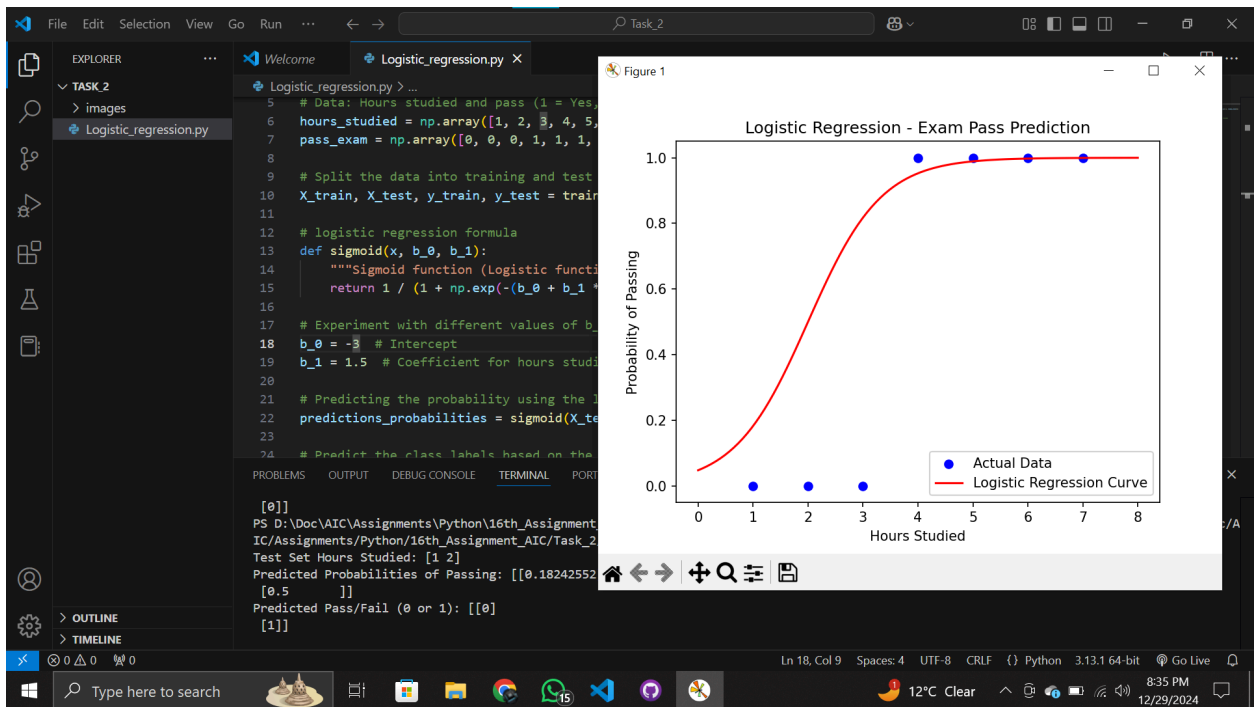 File Edit Selection View Go Run ··· Task_2
EXPLORER ···
TASK_2
images
Logistic_regression.py
Welcome
Logistic_regression.py
Logistic_regression.py > ...
5 # Data: Hours studied and pass (1 = Yes,
6 hours_studied = np.array([1, 2, 3, 4, 5,
7 pass_exam = np.array([0, 0, 0, 1, 1, 1,
8
9 # Split the data into training and test
10 X_train, X_test, y_train, y_test = train
11
12 # logistic regression formula
13 def sigmoid(x, b_0, b_1):
14 """Sigmoid function (Logistic functi
15 return 1 / (1 + np.exp(-(b_0 + b_1 *
16
17 # Experiment with different values of b_
18 b_0 = -3 # Intercept
19 b_1 = 1.5 # Coefficient for hours studi
20
21 # Predicting the probability using the l
22 predictions_probabilities = sigmoid(X_te
23
24 # Predict the class labels based on the
PROBLEMS OUTPUT DEBUG CONSOLE TERMINAL PORT
[0]]
PS D:\Doc\AIC\Assignments\Python\16th_Assignment_
:/A
IC/Assignments/Python/16th_Assignment_AIC/Task_2
Test Set Hours Studied: [1 2]
Predicted Probabilities of Passing: [[0.18242552
[0.5 ]]
Predicted Pass/Fail (0 or 1): [[0]
[1]]
OUTLINE
TIMELINE
Figure 1
Logistic Regression - Exam Pass Prediction
1.0
0.8
0.6
0.4
0.2
0.0
Probability of Passing
Actual Data
Logistic Regression Curve
0 1 2 3 4 5 6 7 8
Hours Studied
0 0 0 Ln 18, Col 9 Spaces: 4 UTF-8 CRLF {} Python 3.13.1 64-bit Go Live
Type here to search
15
1
12°C Clear
8:35 PM
12/29/2024